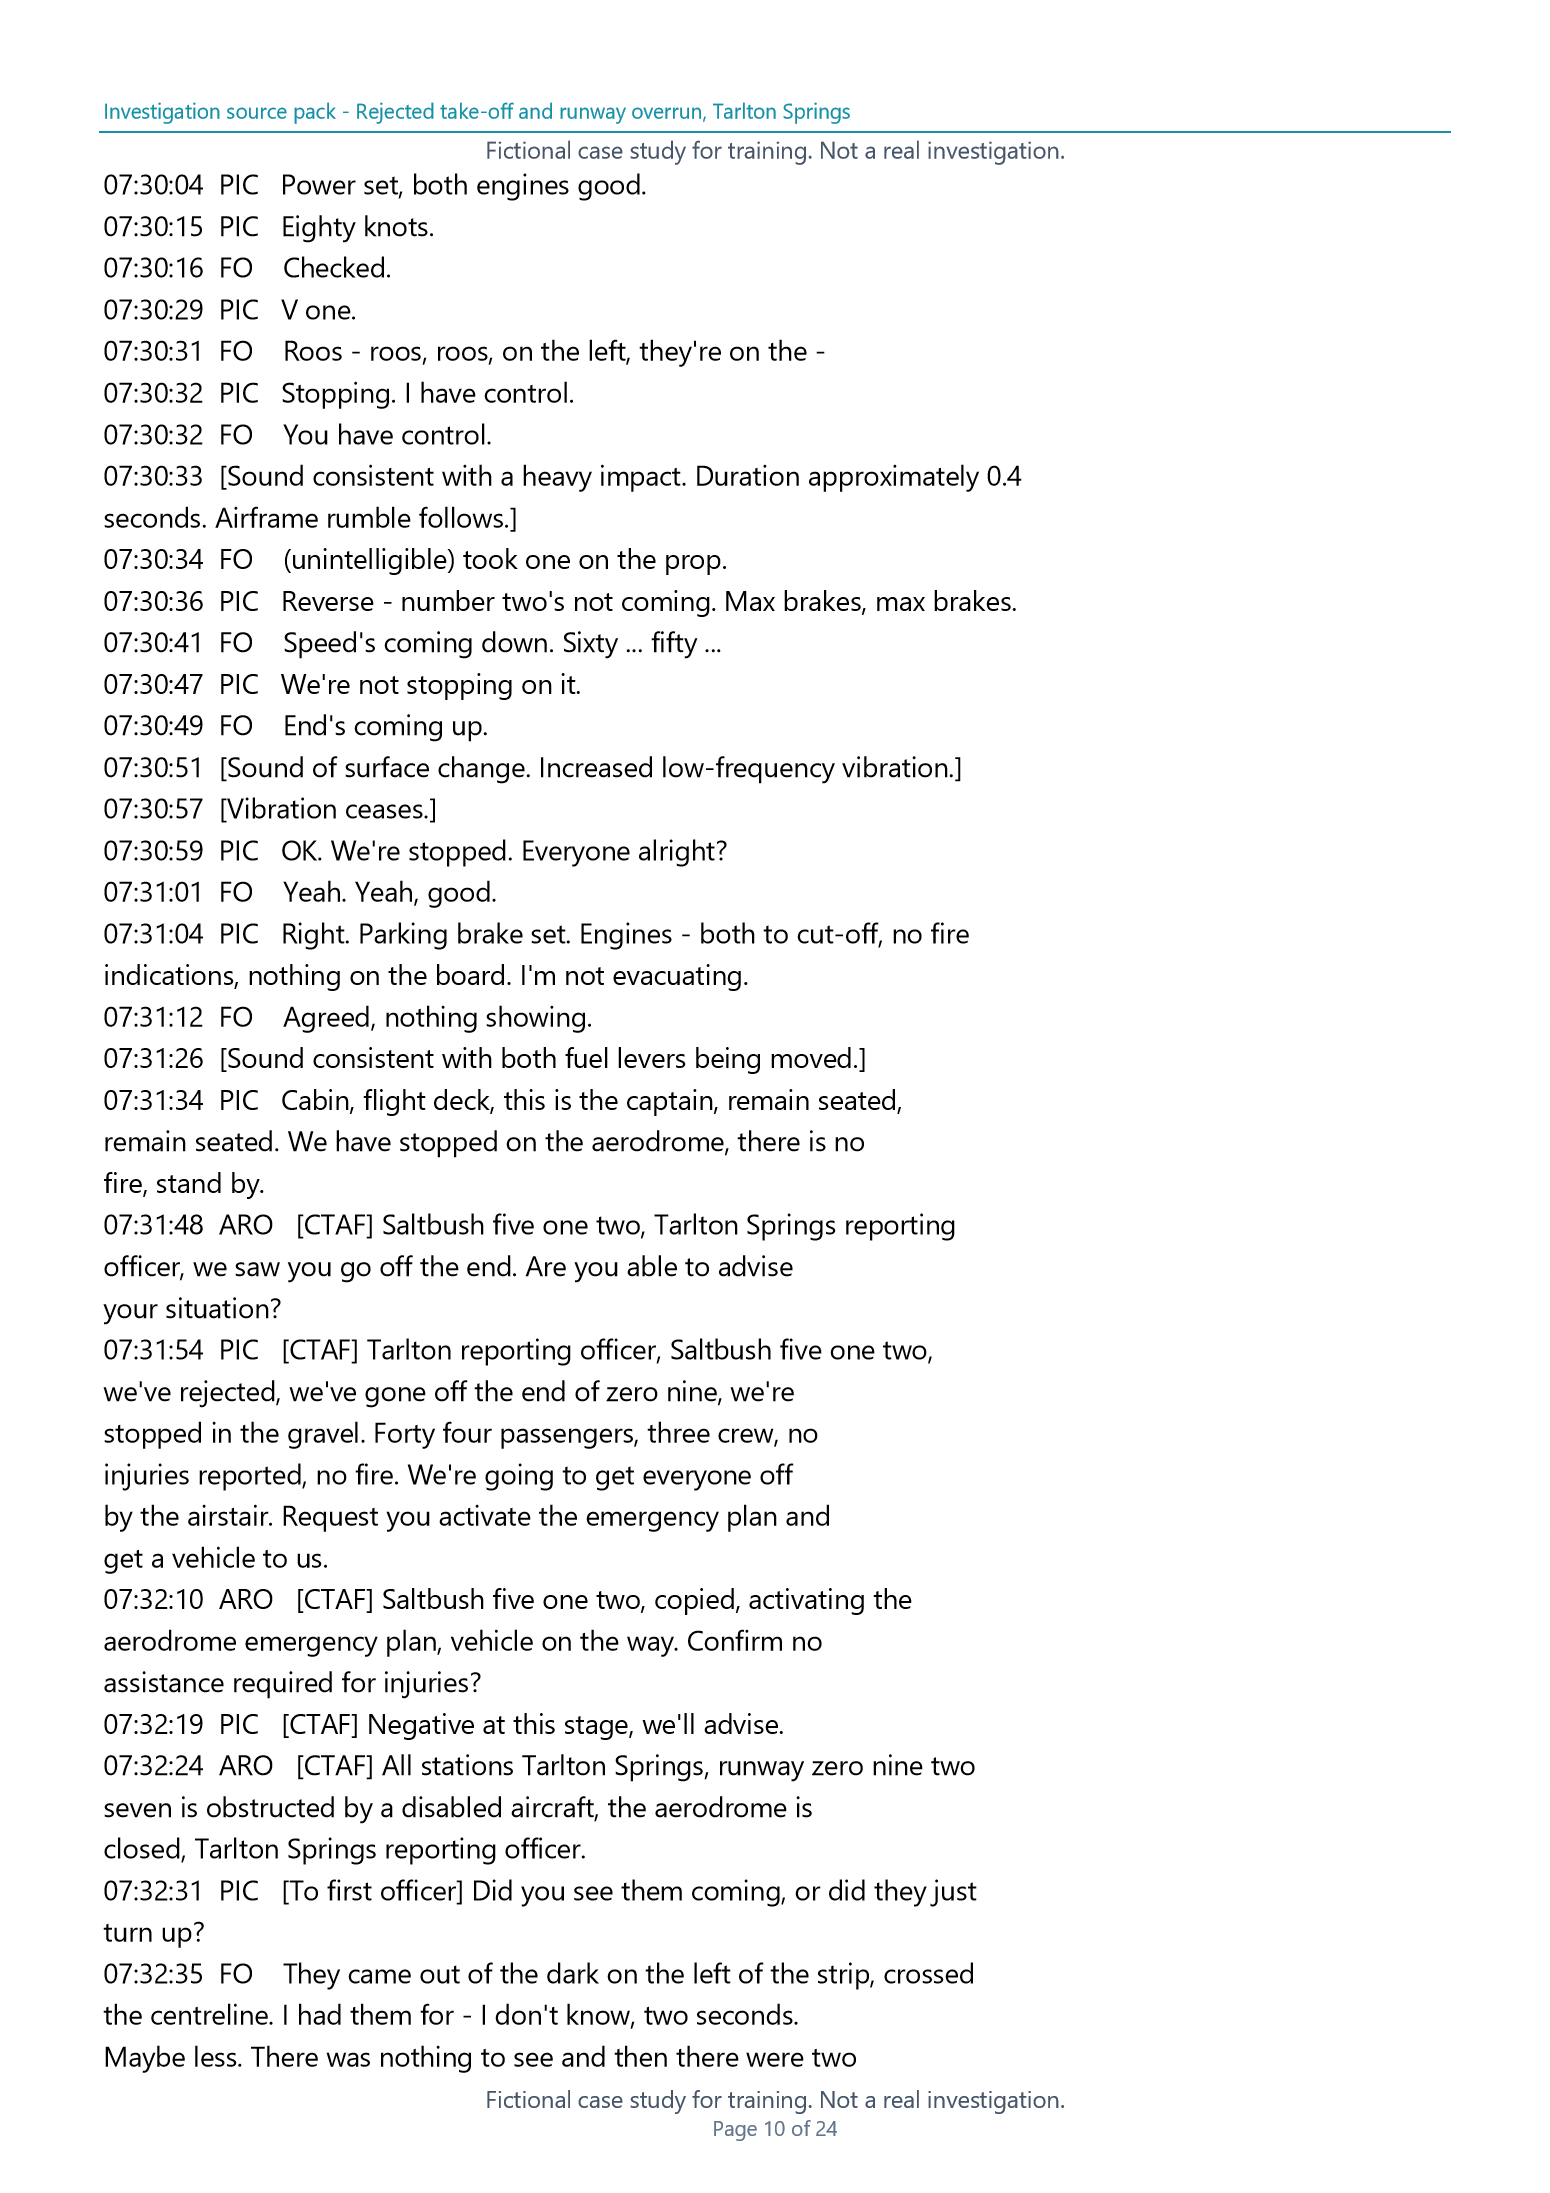 Investigation source pack - Rejected take-off and runway overrun, Tarlton Springs
Fictional case study for training. Not a real investigation.
07:30:04 PIC Power set, both engines good.
07:30:15 PIC Eighty knots.
07:30:16 FO Checked.
07:30:29 PIC V one.
07:30:31 FO Roos - roos, roos, on the left, they're on the -
07:30:32 PIC Stopping. I have control.
07:30:32 FO You have control.
07:30:33 [Sound consistent with a heavy impact. Duration approximately 0.4
seconds. Airframe rumble follows.]
07:30:34 FO (unintelligible) took one on the prop.
07:30:36 PIC Reverse - number two's not coming. Max brakes, max brakes.
07:30:41 FO Speed's coming down. Sixty ... fifty ...
07:30:47 PIC We're not stopping on it.
07:30:49 FO End's coming up.
07:30:51 [Sound of surface change. Increased low-frequency vibration.]
07:30:57 [Vibration ceases.]
07:30:59 PIC OK. We're stopped. Everyone alright?
07:31:01 FO Yeah. Yeah, good.
07:31:04 PIC Right. Parking brake set. Engines - both to cut-off, no fire
indications, nothing on the board. I'm not evacuating.
07:31:12 FO Agreed, nothing showing.
07:31:26 [Sound consistent with both fuel levers being moved.]
07:31:34 PIC Cabin, flight deck, this is the captain, remain seated,
remain seated. We have stopped on the aerodrome, there is no
fire, stand by.
07:31:48 ARO [CTAF] Saltbush five one two, Tarlton Springs reporting
officer, we saw you go off the end. Are you able to advise
your situation?
07:31:54 PIC [CTAF] Tarlton reporting officer, Saltbush five one two,
we've rejected, we've gone off the end of zero nine, we're
stopped in the gravel. Forty four passengers, three crew, no
injuries reported, no fire. We're going to get everyone off
by the airstair. Request you activate the emergency plan and
get a vehicle to us.
07:32:10 ARO [CTAF] Saltbush five one two, copied, activating the
aerodrome emergency plan, vehicle on the way. Confirm no
assistance required for injuries?
07:32:19 PIC [CTAF] Negative at this stage, we'll advise.
07:32:24 ARO [CTAF] All stations Tarlton Springs, runway zero nine two
seven is obstructed by a disabled aircraft, the aerodrome is
closed, Tarlton Springs reporting officer.
07:32:31 PIC [To first officer] Did you see them coming, or did they just
turn up?
07:32:35 FO They came out of the dark on the left of the strip, crossed
the centreline. I had them for - I don't know, two seconds.
Maybe less. There was nothing to see and then there were two
Fictional case study for training. Not a real investigation.
Page 10 of 24